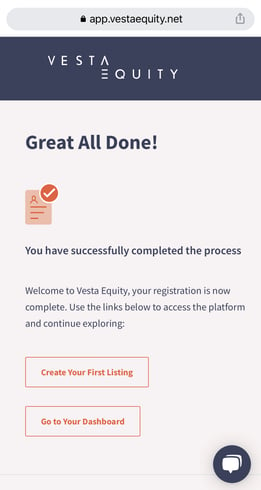 app.vestaequity.net
VESTA
EQUITY
Great All Done!
You have successfully completed the process
Welcome to Vesta Equity, your registration is now
complete. Use the links below to access the platform
and continue exploring:
Create Your First Listing
Go to Your Dashboard